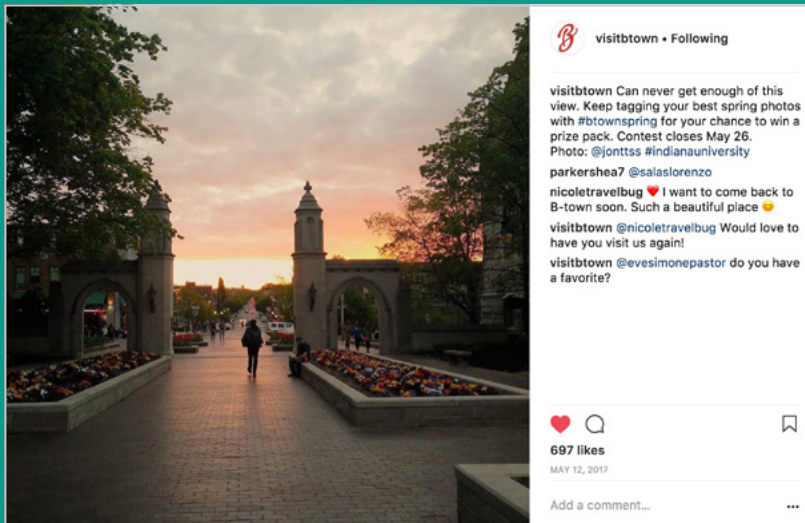 visitbtown • Following
visitbtown Can never get enough of this
view. Keep tagging your best spring photos
with #btownspring for your chance to win a
prize pack. Contest closes May 26.
Photo: @jonttss #indianauniversity
parkershea7 @salaslorenzo
nicoletravelbug ❤️ I want to come back to
B-town soon. Such a beautiful place 😊
visitbtown @nicoletravelbug Would love to
have you visit us again!
visitbtown @evesimonepastor do you have
a favorite?
697 likes
MAY 12, 2017
Add a comment...